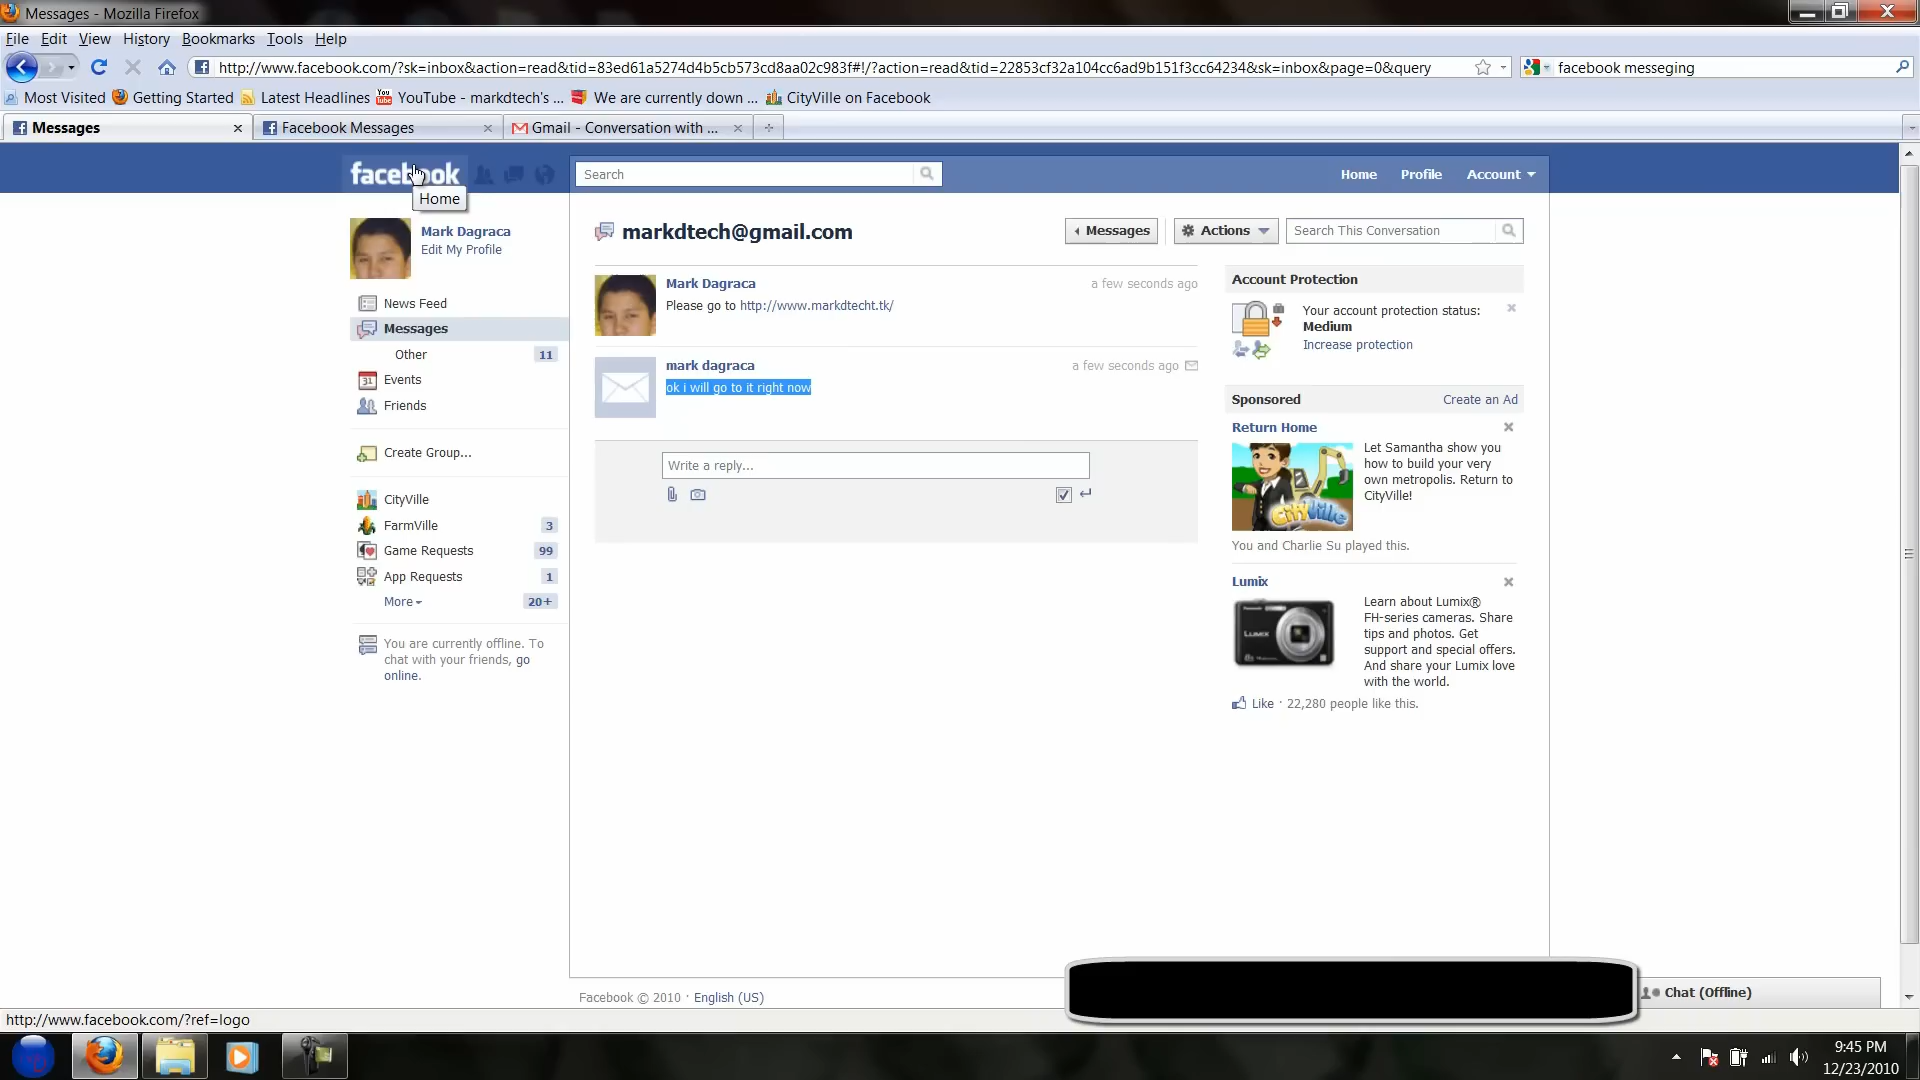 Messages - Mozilla Firefox
File Edit View History Bookmarks Tools Help
http://www.facebook.com/?sk=inbox&action=read&tid=83ed61a5274d4b5cb573cd8aa02c983f#!/?action=read&tid=22853cf32a104cc6ad9b151f3cc64234&sk=inbox&page=0&query
facebook messeging
Most Visited Getting Started Latest Headlines YouTube - markdtech's ... We are currently down ... CityVille on Facebook
Messages Facebook Messages Gmail - Conversation with ...
facebook Search Home Profile Account
Home
Mark Dagraca
Edit My Profile
News Feed
Messages
Other 11
Events
Friends
Create Group...
CityVille
FarmVille 3
Game Requests 99
App Requests 1
More 20+
You are currently offline. To
chat with your friends, go
online.
markdtech@gmail.com
Messages Actions Search This Conversation
Mark Dagraca a few seconds ago
Please go to http://www.markdtecht.tk/
mark dagraca a few seconds ago
ok i will go to it right now
Write a reply...
Account Protection
Your account protection status:
Medium
Increase protection
Sponsored Create an Ad
Return Home
Let Samantha show you
how to build your very
own metropolis. Return to
CityVille!
CityVille
You and Charlie Su played this.
Lumix
LUMIX
Learn about Lumix®
FH-series cameras. Share
tips and photos. Get
support and special offers.
And share your Lumix love
with the world.
Like · 22,280 people like this.
Facebook © 2010 · English (US)
Chat (Offline)
http://www.facebook.com/?ref=logo
9:45 PM
12/23/2010